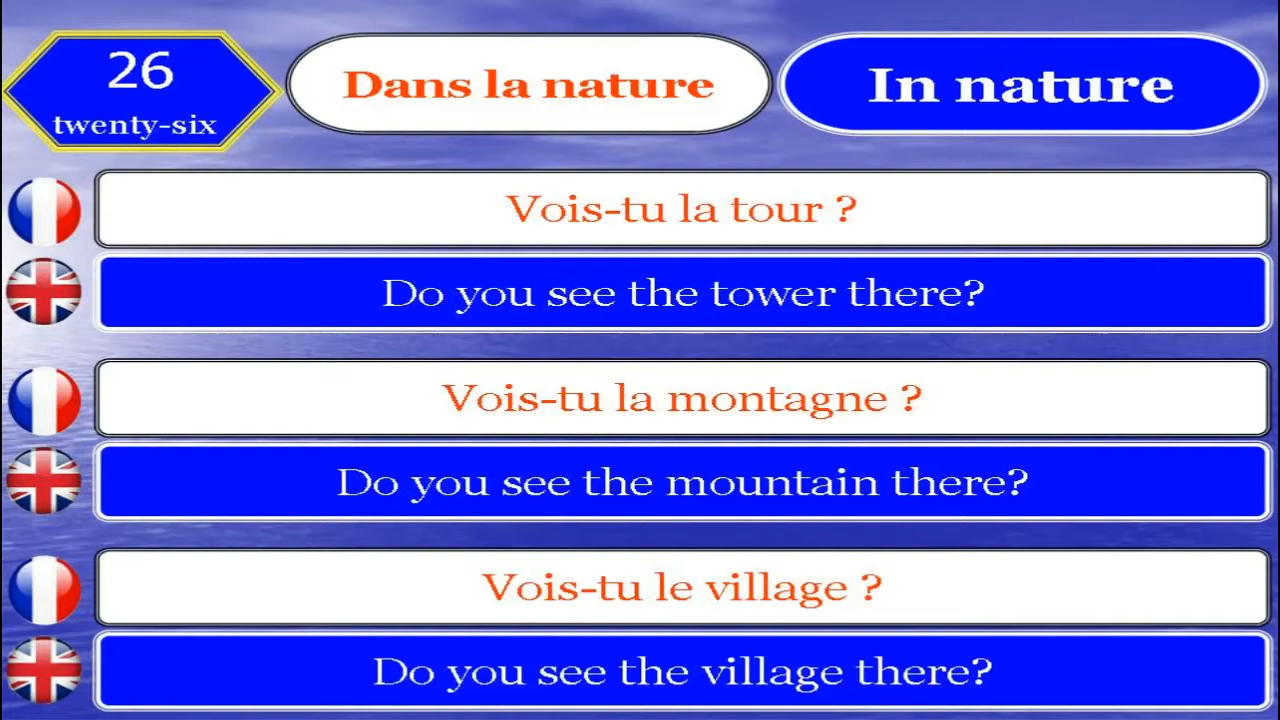 26
twenty-six
Dans la nature
In nature
Vois-tu la tour ?
Do you see the tower there?
Vois-tu la montagne ?
Do you see the mountain there?
Vois-tu le village ?
Do you see the village there?